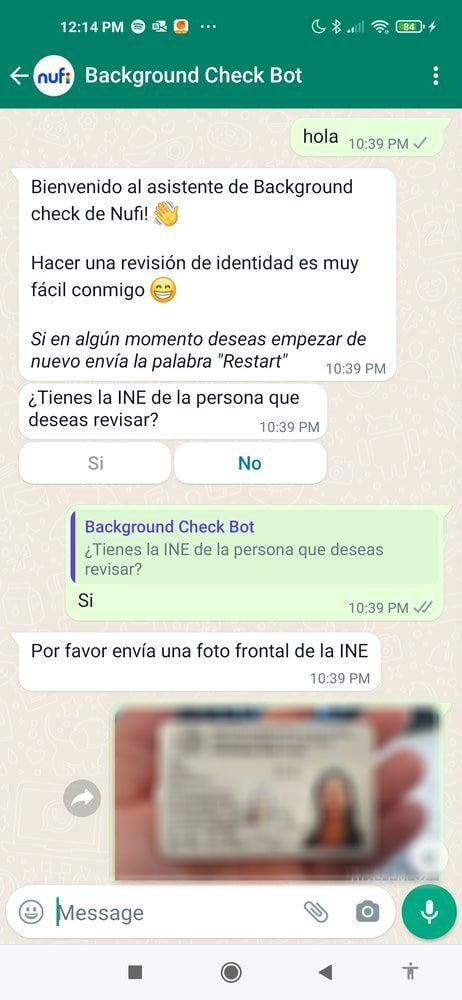 12:14 PM
84
nufi
Background Check Bot
hola
10:39 PM
Bienvenido al asistente de Background
check de Nufi!
Hacer una revisión de identidad es muy
fácil conmigo
Si en algún momento deseas empezar de
nuevo envía la palabra "Restart"
10:39 PM
¿Tienes la INE de la persona que
deseas revisar?
10:39 PM
Si
No
Background Check Bot
¿Tienes la INE de la persona que deseas
revisar?
Si
10:39 PM
Por favor envía una foto frontal de la INE
10:39 PM
Message